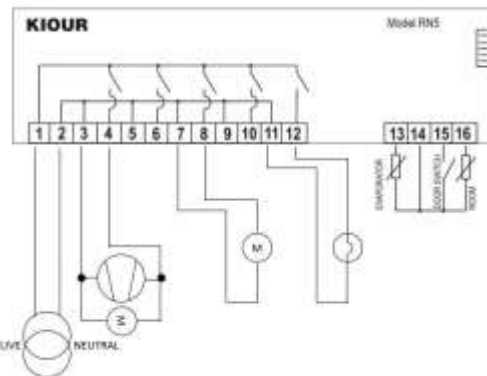 KIOUR Model RN5
1 2 3 4 5 6 7 8 9 10 11 12 13 14 15 16
EVAPORATOR
DOOR SWITCH
ROOM
M
M
LIVE NEUTRAL